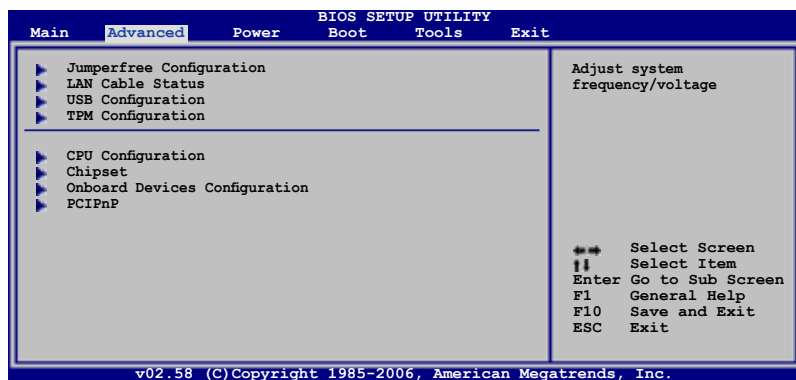 BIOS SETUP UTILITY
Main Advanced Power Boot Tools Exit
Jumperfree Configuration
LAN Cable Status
USB Configuration
TPM Configuration
CPU Configuration
Chipset
Onboard Devices Configuration
PCIPnP
Adjust system
frequency/voltage
Select Screen
Select Item
Enter Go to Sub Screen
F1 General Help
F10 Save and Exit
ESC Exit
v02.58 (C)Copyright 1985-2006, American Megatrends, Inc.